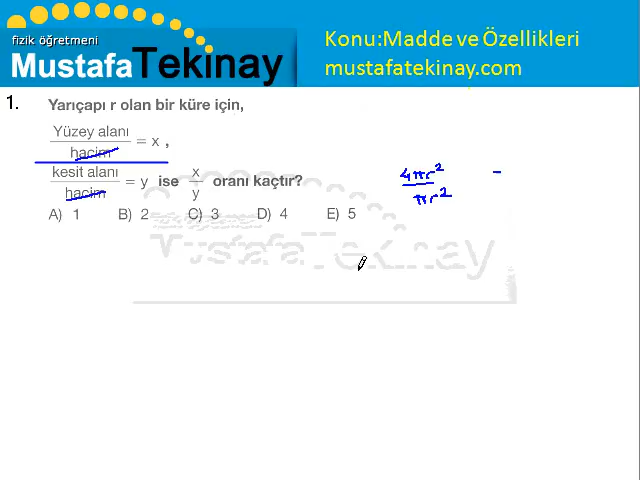 fizik öğretmeni
MustafaTekinay
Konu:Madde ve Özellikleri
mustafatekinay.com
1. Yarıçapı r olan bir küre için,
Yüzey alanı
hacim
= x ,
kesit alanı
hacim
= y ise x
y
oranı kaçtır?
4πr²
πr²
A) 1 B) 2 C) 3 D) 4 E) 5
MustafaTekinay